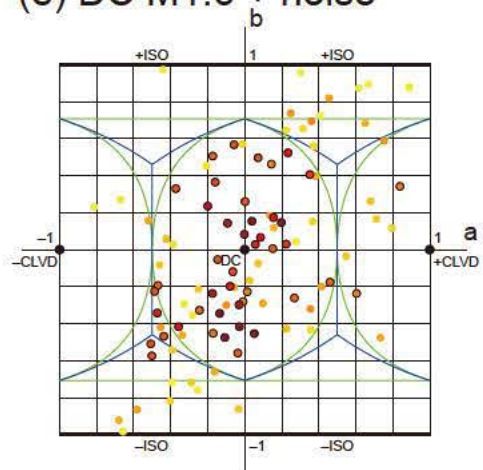 b
+ISO 1 +ISO
–1 1 a
–CLVD DC +CLVD
–ISO –1 –ISO